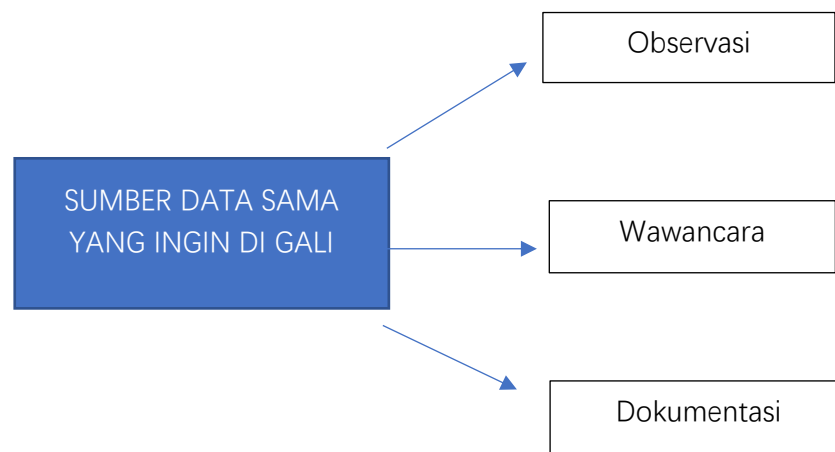 Observasi
SUMBER DATA SAMA
YANG INGIN DI GALI
Wawancara
Dokumentasi